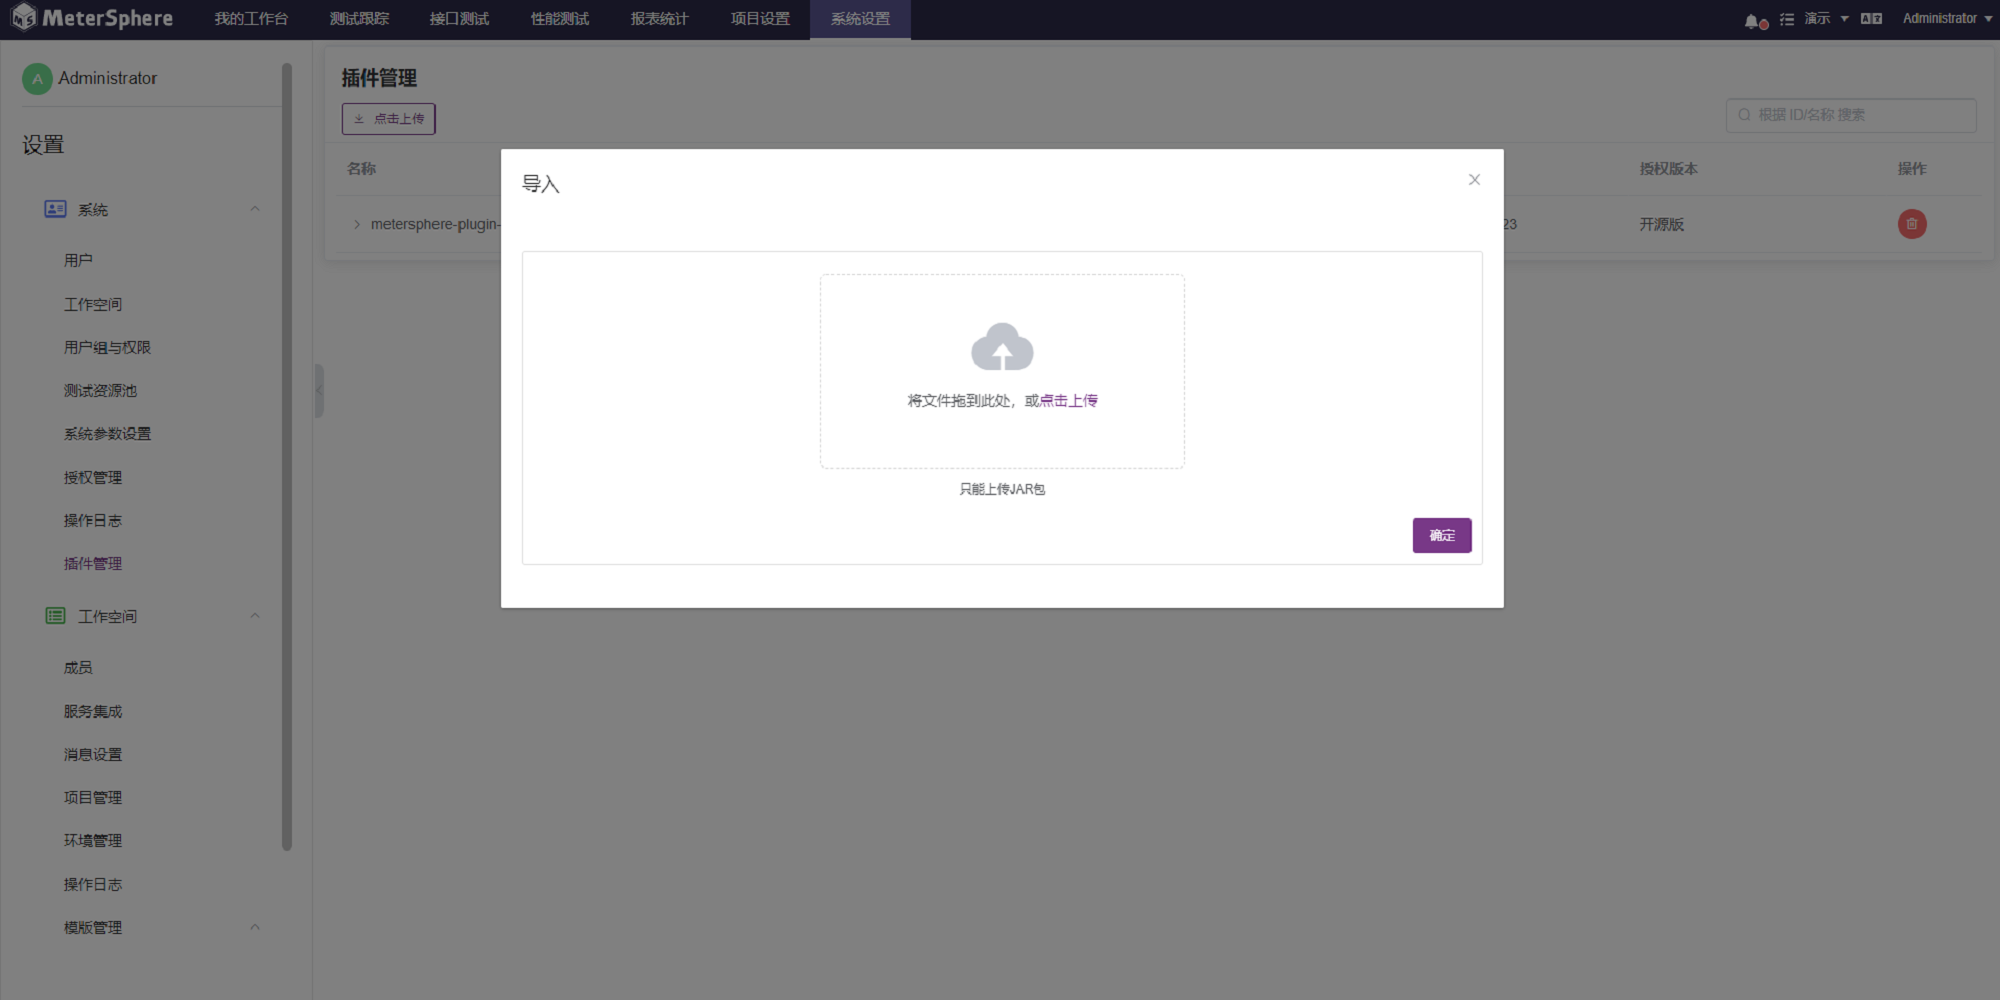 MeterSphere
我的工作台
测试跟踪
接口测试
性能测试
报表统计
项目设置
系统设置
演示
Administrator
A
Administrator
设置
系统
用户
工作空间
用户组与权限
测试资源池
系统参数设置
授权管理
操作日志
插件管理
工作空间
成员
服务集成
消息设置
项目管理
环境管理
操作日志
模版管理
插件管理
点击上传
根据 ID/名称 搜索
名称
授权版本
操作
metersphere-plugin-
23
开源版
导入
将文件拖到此处，或点击上传
只能上传JAR包
确定